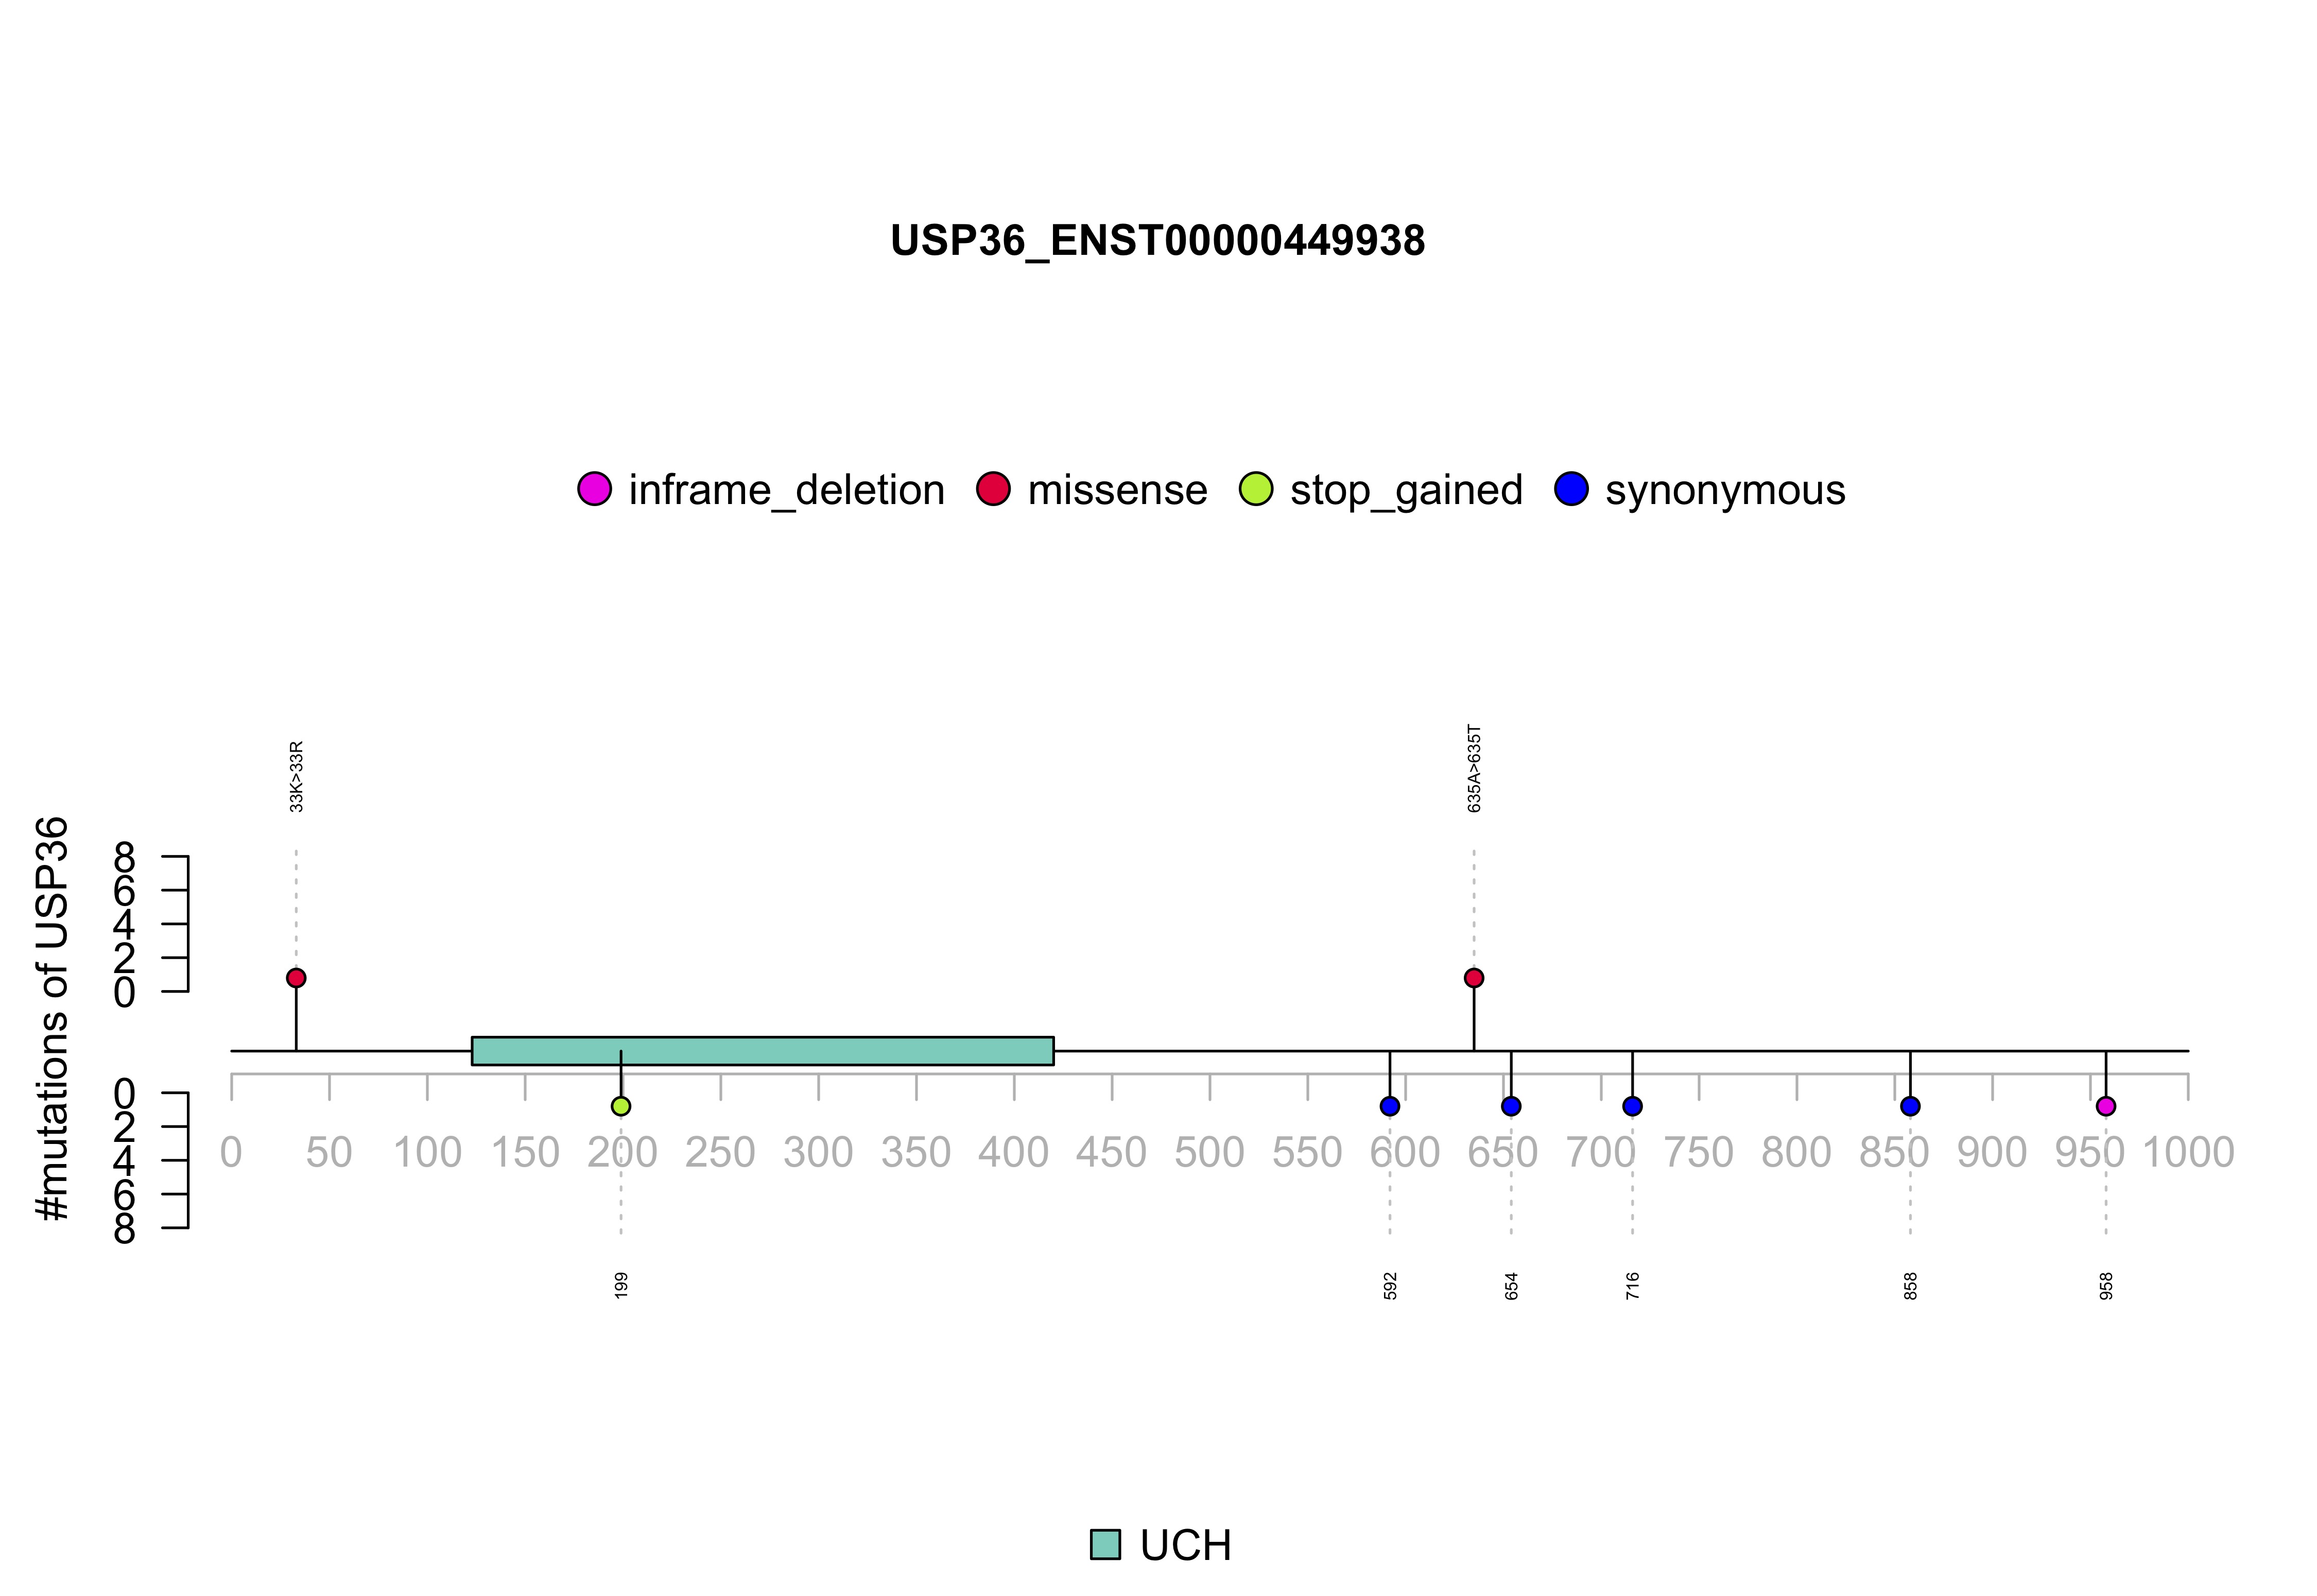 USP36_ENST00000449938
inframe_deletion missense stop_gained synonymous
33K>33R 635A>635T
#mutations of USP36
8
6
4
2
0
0
2
4
6
8
0 50 100 150 200 250 300 350 400 450 500 550 600 650 700 750 800 850 900 950 1000
199 592 654 716 858 958
UCH